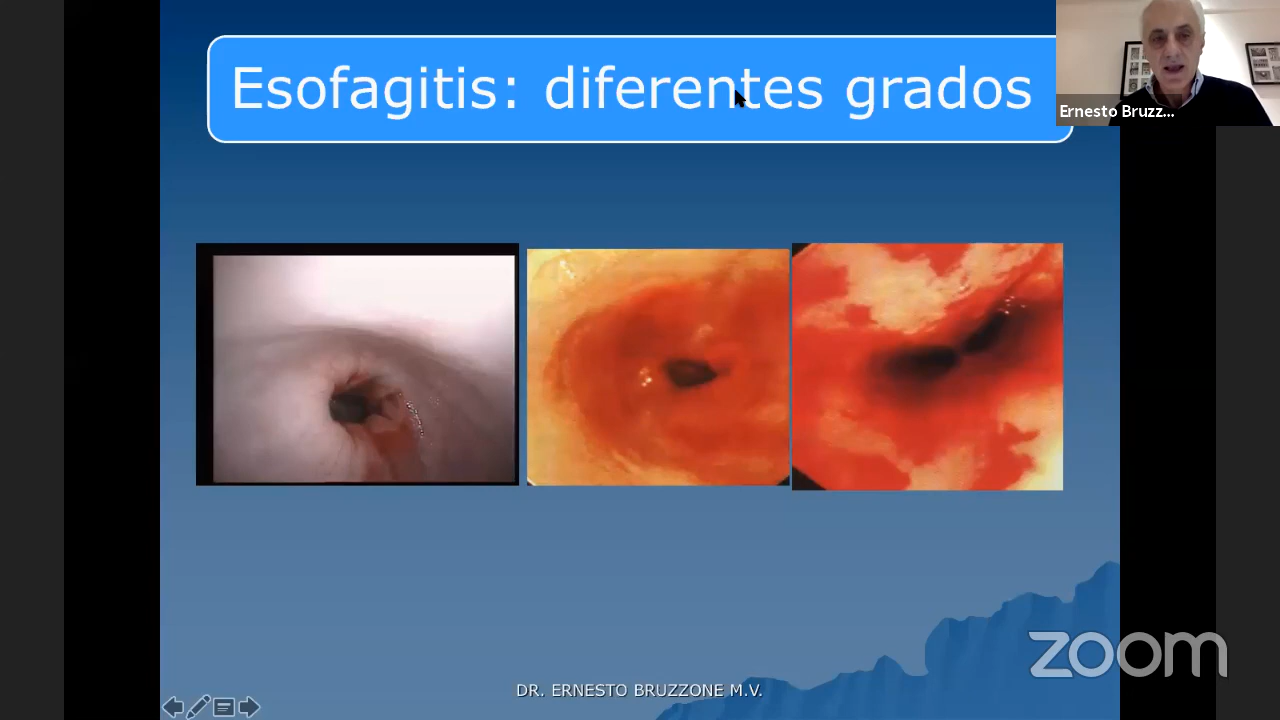 Esofagitis: diferentes grados
Ernesto Bruzz...
zoom
DR. ERNESTO BRUZZONE M.V.